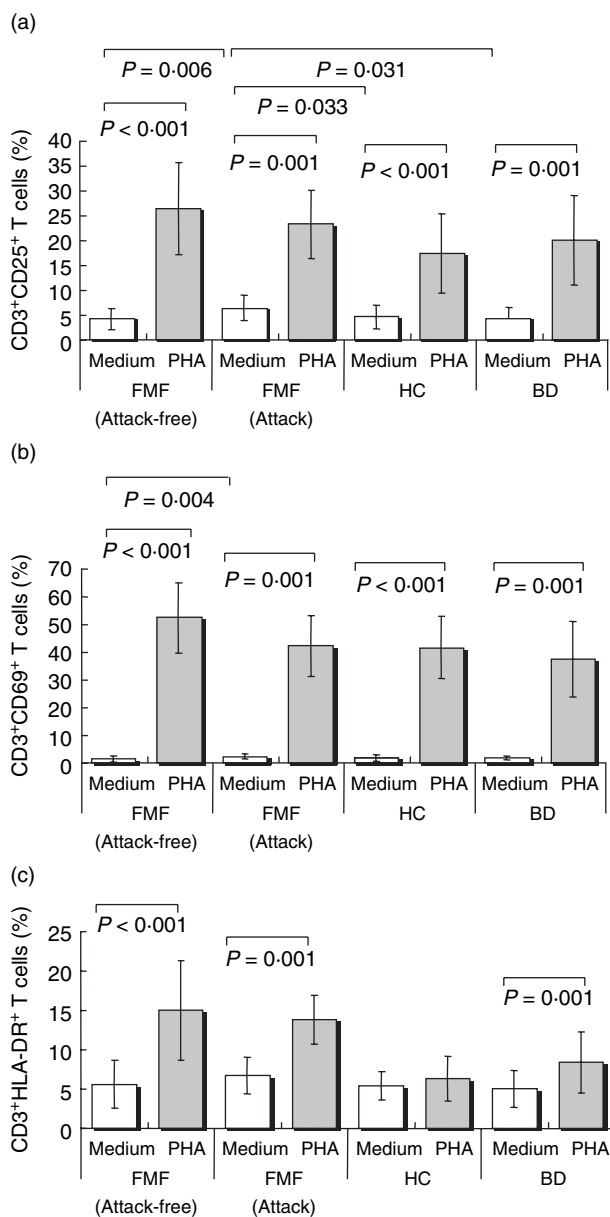 (a)
P = 0·006
P = 0·031
P = 0·033
P < 0·001
P = 0·001
P < 0·001
P = 0·001
CD3+CD25+ T cells (%)
40
35
30
25
20
15
10
5
0
Medium PHA Medium PHA Medium PHA Medium PHA
FMF FMF HC BD
(Attack-free) (Attack)
(b)
P = 0·004
P < 0·001
P = 0·001
P < 0·001
P = 0·001
CD3+CD69+ T cells (%)
70
60
50
40
30
20
10
0
Medium PHA Medium PHA Medium PHA Medium PHA
FMF FMF HC BD
(Attack-free) (Attack)
(c)
P < 0·001
P = 0·001
P = 0·001
CD3+HLA-DR+ T cells (%)
25
20
15
10
5
0
Medium PHA Medium PHA Medium PHA Medium PHA
FMF FMF HC BD
(Attack-free) (Attack)